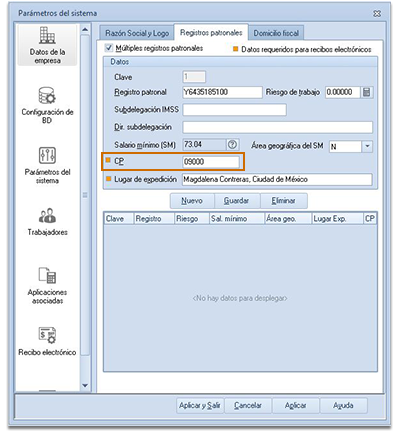 Parámetros del sistema
Datos de la
empresa
Configuración de
BD
Parámetros del
sistema
Trabajadores
Aplicaciones
asociadas
Recibo electrónico
Razón Social y Logo Registros patronales Domicilio fiscal
Múltiples registros patronales Datos requeridos para recibos electrónicos
Datos
Clave 1
Registro patronal Y6435185100 Riesgo de trabajo 0.00000
Subdelegación IMSS
Dir. subdelegación
Salario mínimo (SM) 73.04 ? Área geográfica del SM N
CP 09000
Lugar de expedición Magdalena Contreras, Ciudad de México
Nuevo Guardar Eliminar
Clave Registro Riesgo Sal. mínimo Área geo. Lugar Exp. CP
<No hay datos para desplegar>
Aplicar y Salir Cancelar Aplicar Ayuda